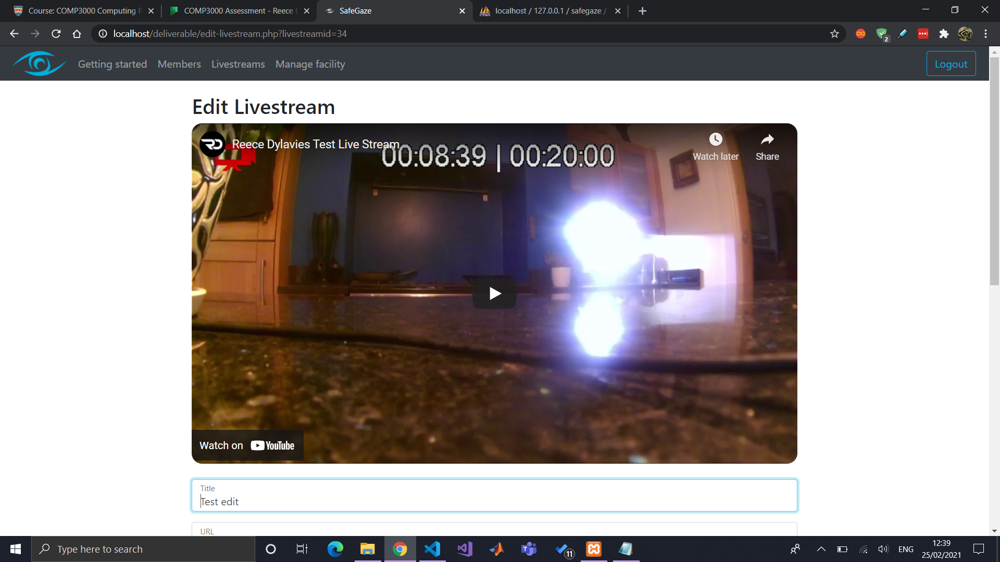 Course: COMP3000 Computing P
COMP3000 Assessment - Reece D
SafeGaze
localhost / 127.0.0.1 / safegaze /
localhost/deliverable/edit-livestream.php?livestreamid=34
2
Getting started
Members
Livestreams
Manage facility
Logout
Edit Livestream
RD
Reece Dylavies Test Live Stream
00:08:39 | 00:20:00
Watch later
Share
Watch on YouTube
Title
Test edit
URL
Type here to search
11
ENG
12:39
25/02/2021